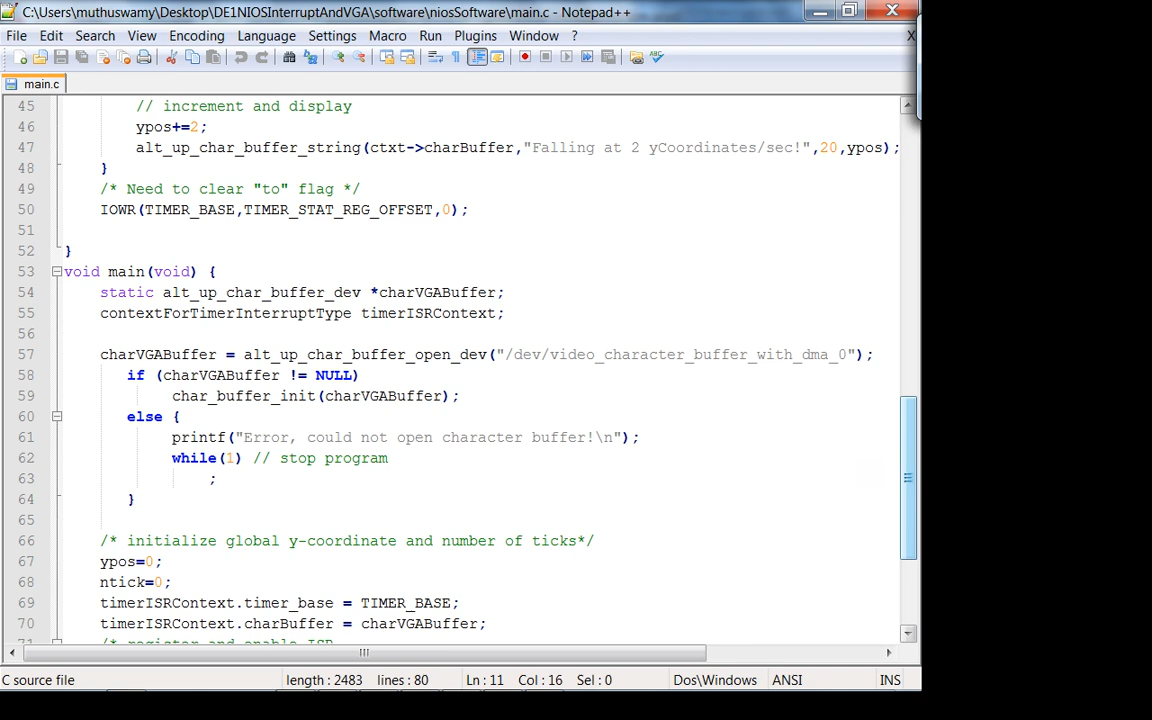 C:\Users\muthuswamy\Desktop\DE1NIOSInterruptAndVGA\software\niosSoftware\main.c - Notepad++
File Edit Search View Encoding Language Settings Macro Run Plugins Window ? X
main.c
45 // increment and display
46 ypos+=2;
47 alt_up_char_buffer_string(ctxt->charBuffer,"Falling at 2 yCoordinates/sec!",20,ypos);
48 }
49 /* Need to clear "to" flag */
50 IOWR(TIMER_BASE,TIMER_STAT_REG_OFFSET,0);
51
52 }
53 void main(void) {
54 static alt_up_char_buffer_dev *charVGABuffer;
55 contextForTimerInterruptType timerISRContext;
56
57 charVGABuffer = alt_up_char_buffer_open_dev("/dev/video_character_buffer_with_dma_0");
58 if (charVGABuffer != NULL)
59 char_buffer_init(charVGABuffer);
60 else {
61 printf("Error, could not open character buffer!\n");
62 while(1) // stop program
63 ;
64 }
65
66 /* initialize global y-coordinate and number of ticks*/
67 ypos=0;
68 ntick=0;
69 timerISRContext.timer_base = TIMER_BASE;
70 timerISRContext.charBuffer = charVGABuffer;
71 /* register and enable ISR
C source file length : 2483 lines : 80 Ln : 11 Col : 16 Sel : 0 Dos\Windows ANSI INS